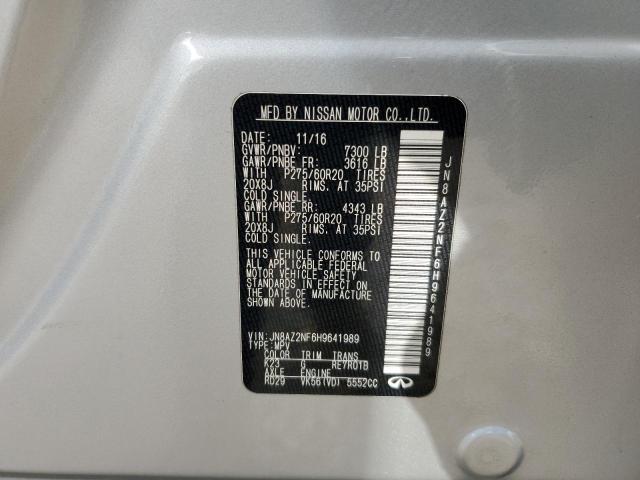 MFD BY NISSAN MOTOR CO.,LTD.
DATE: 11/16
GVWR/PNBV: 7300 LB
GAWR/PNBE FR: 3616 LB
WITH P275/60R20 TIRES
20X8J RIMS. AT 35PSI
COLD SINGLE.
GAWR/PNBE RR: 4343 LB
WITH P275/60R20 TIRES
20X8J RIMS. AT 35PSI
COLD SINGLE.
THIS VEHICLE CONFORMS TO
ALL APPLICABLE FEDERAL
MOTOR VEHICLE SAFETY
STANDARDS IN EFFECT ON
THE DATE OF MANUFACTURE
SHOWN ABOVE.
VIN:JN8AZ2NF6H9641989
TYPE:MPV
COLOR TRIM TRANS
K23 G RE7R01B
AXLE ENGINE
RD29 VK56(VD) 5552CC
JN8AZ2NF6H9641989